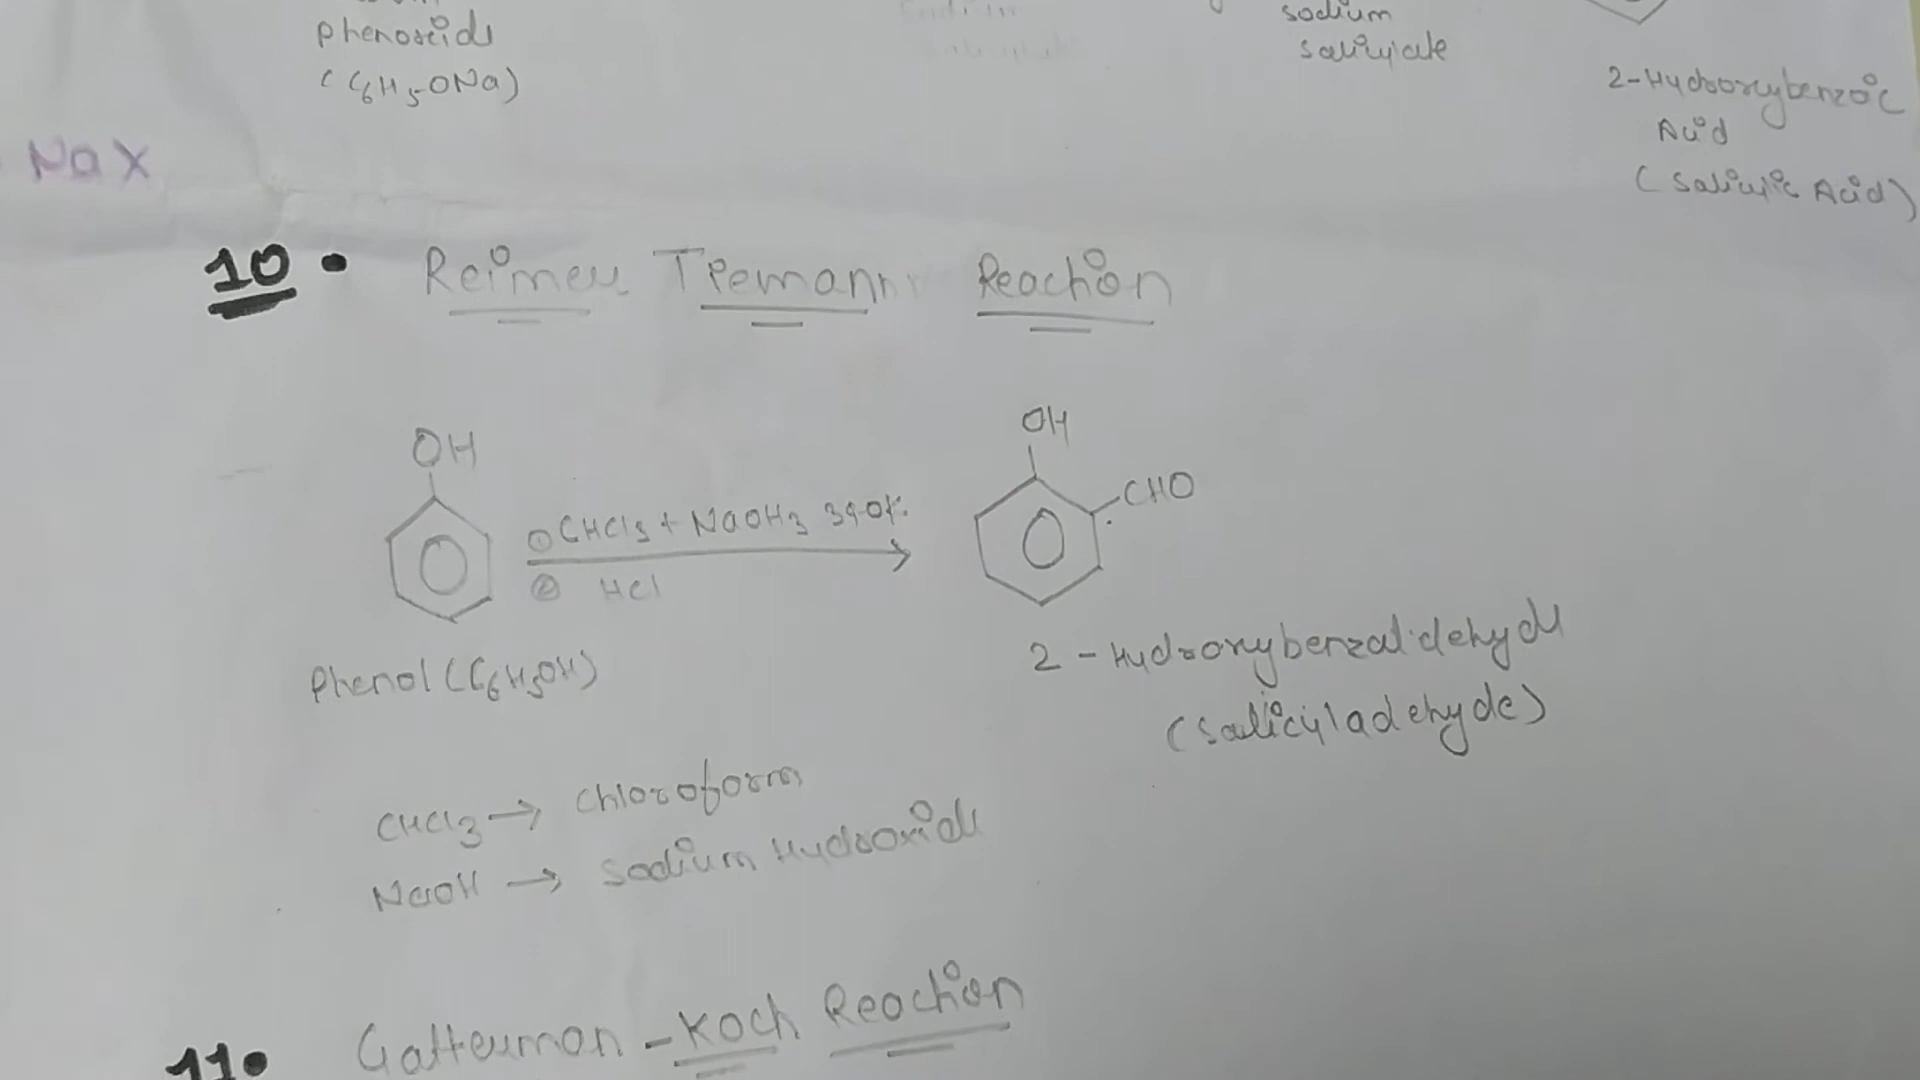 phenoxide
(C6H5ONa)
sodium
salicylate
2-Hydroxybenzoic
Acid
(Salicylic Acid)
NaX
10. Reimer Tiemann Reaction
OH
OH
CHO
① CHCl3 + NaOH3 340K
② HCl
Phenol (C6H5OH)
2-Hydroxybenzaldehyde
(Salicyladehyde)
CHCl3 → Chloroform
NaOH → Sodium Hydroxide
11. Gatterman - Koch Reaction